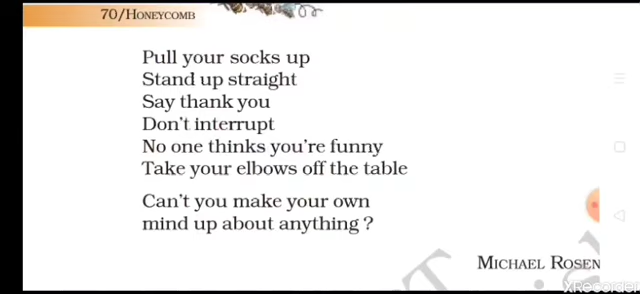 70/HONEYCOMB
Pull your socks up
Stand up straight
Say thank you
Don't interrupt
No one thinks you're funny
Take your elbows off the table
Can't you make your own
mind up about anything ?
MICHAEL ROSEN
XRecorder